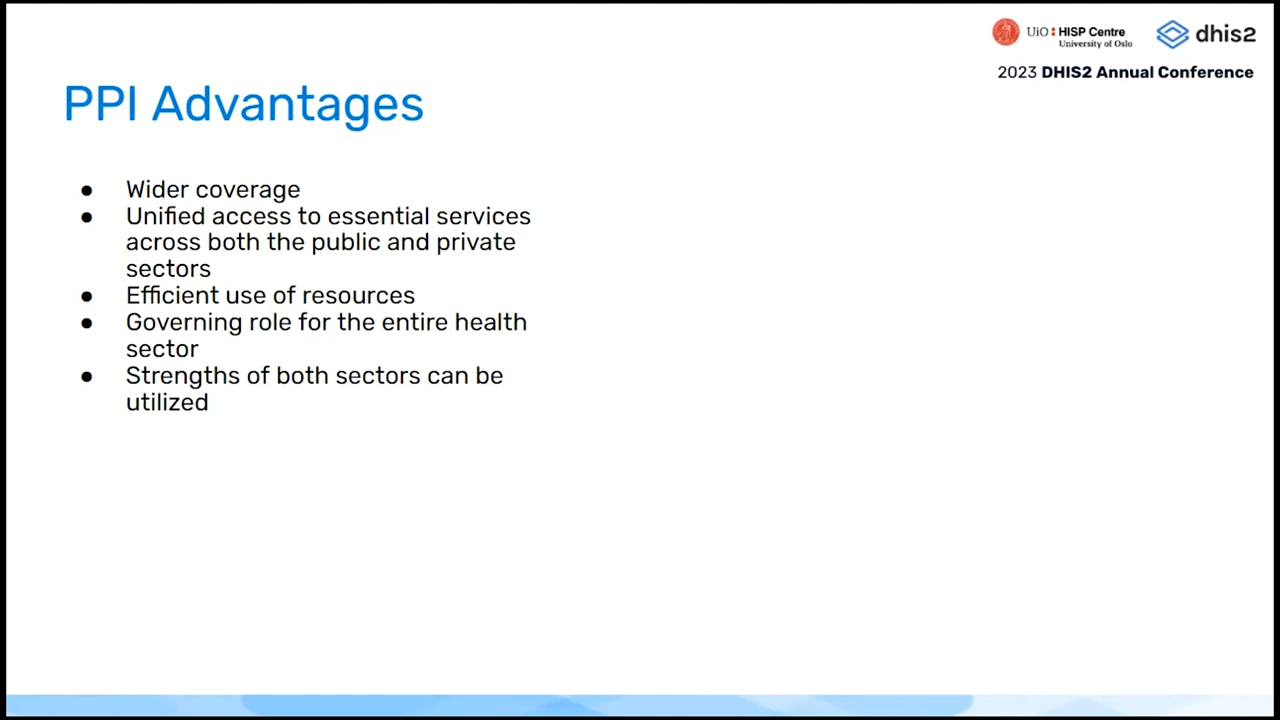 UiO: HISP Centre
University of Oslo
dhis2
2023 DHIS2 Annual Conference
PPI Advantages
● Wider coverage
● Unified access to essential services
across both the public and private
sectors
● Efficient use of resources
● Governing role for the entire health
sector
● Strengths of both sectors can be
utilized